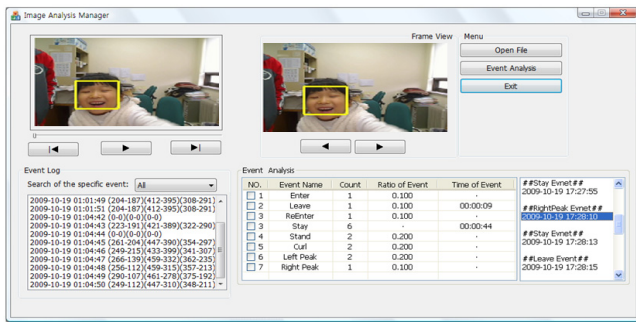 Image Analysis Manager
Frame View
Menu
Open File
Event Analysis
Exit
Event Log
Search of the specific event: All
2009-10-19 01:01:49 (204-187)(412-395)(308-291)
2009-10-19 01:01:51 (204-187)(412-395)(308-291)
2009-10-19 01:04:42 (0-0)(0-0)(0-0)
2009-10-19 01:04:43 (223-191)(421-389)(322-290)
2009-10-19 01:04:44 (0-0)(0-0)(0-0)
2009-10-19 01:04:45 (261-204)(447-390)(354-297)
2009-10-19 01:04:46 (249-215)(433-399)(341-307)
2009-10-19 01:04:47 (266-139)(459-332)(362-235)
2009-10-19 01:04:48 (256-112)(459-315)(357-213)
2009-10-19 01:04:49 (290-107)(461-278)(375-192)
2009-10-19 01:04:50 (249-112)(447-310)(348-211)
Event Analysis
NO. Event Name Count Ratio of Event Time of Event
1 Enter 1 0.100 -
2 Leave 1 0.100 00:00:09
3 ReEnter 1 0.100 -
3 Stay 6 - 00:00:44
4 Stand 2 0.200 -
5 Curl 2 0.200 -
6 Left Peak 2 0.200 -
7 Right Peak 1 0.100 -
##Stay Evnet##
2009-10-19 17:27:55
##RightPeak Evnet##
2009-10-19 17:28:10
##Stay Evnet##
2009-10-19 17:28:13
##Leave Event##
2009-10-19 17:28:15